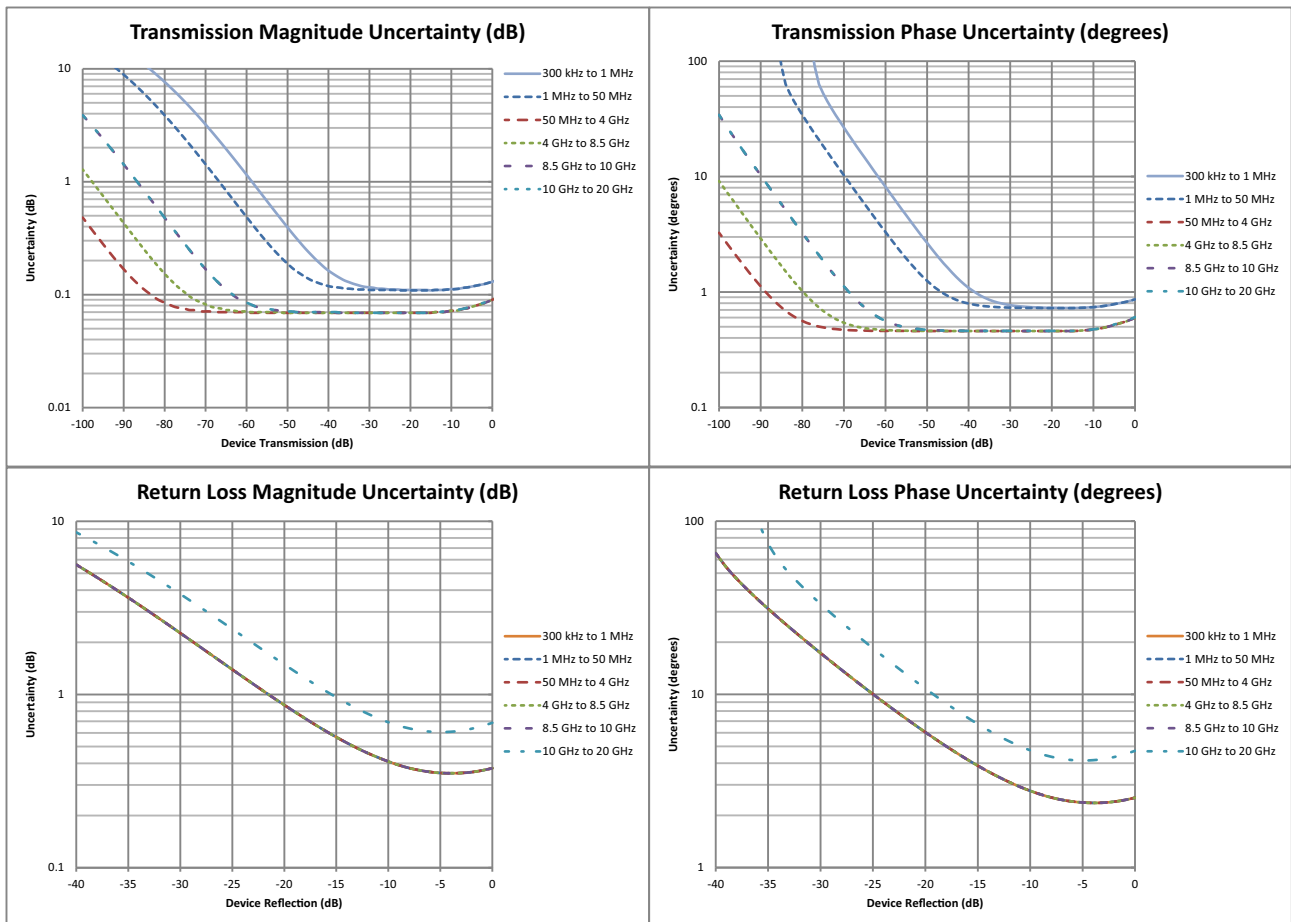 Transmission Magnitude Uncertainty (dB)
10
1
0.1
0.01
Uncertainty (dB)
-100 -90 -80 -70 -60 -50 -40 -30 -20 -10 0
Device Transmission (dB)
300 kHz to 1 MHz
1 MHz to 50 MHz
50 MHz to 4 GHz
4 GHz to 8.5 GHz
8.5 GHz to 10 GHz
10 GHz to 20 GHz
Transmission Phase Uncertainty (degrees)
100
10
1
0.1
Uncertainty (degrees)
-100 -90 -80 -70 -60 -50 -40 -30 -20 -10 0
Device Transmission (dB)
300 kHz to 1 MHz
1 MHz to 50 MHz
50 MHz to 4 GHz
4 GHz to 8.5 GHz
8.5 GHz to 10 GHz
10 GHz to 20 GHz
Return Loss Magnitude Uncertainty (dB)
10
1
0.1
Uncertainty (dB)
-40 -35 -30 -25 -20 -15 -10 -5 0
Device Reflection (dB)
300 kHz to 1 MHz
1 MHz to 50 MHz
50 MHz to 4 GHz
4 GHz to 8.5 GHz
8.5 GHz to 10 GHz
10 GHz to 20 GHz
Return Loss Phase Uncertainty (degrees)
100
10
1
Uncertainty (degrees)
-40 -35 -30 -25 -20 -15 -10 -5 0
Device Reflection (dB)
300 kHz to 1 MHz
1 MHz to 50 MHz
50 MHz to 4 GHz
4 GHz to 8.5 GHz
8.5 GHz to 10 GHz
10 GHz to 20 GHz